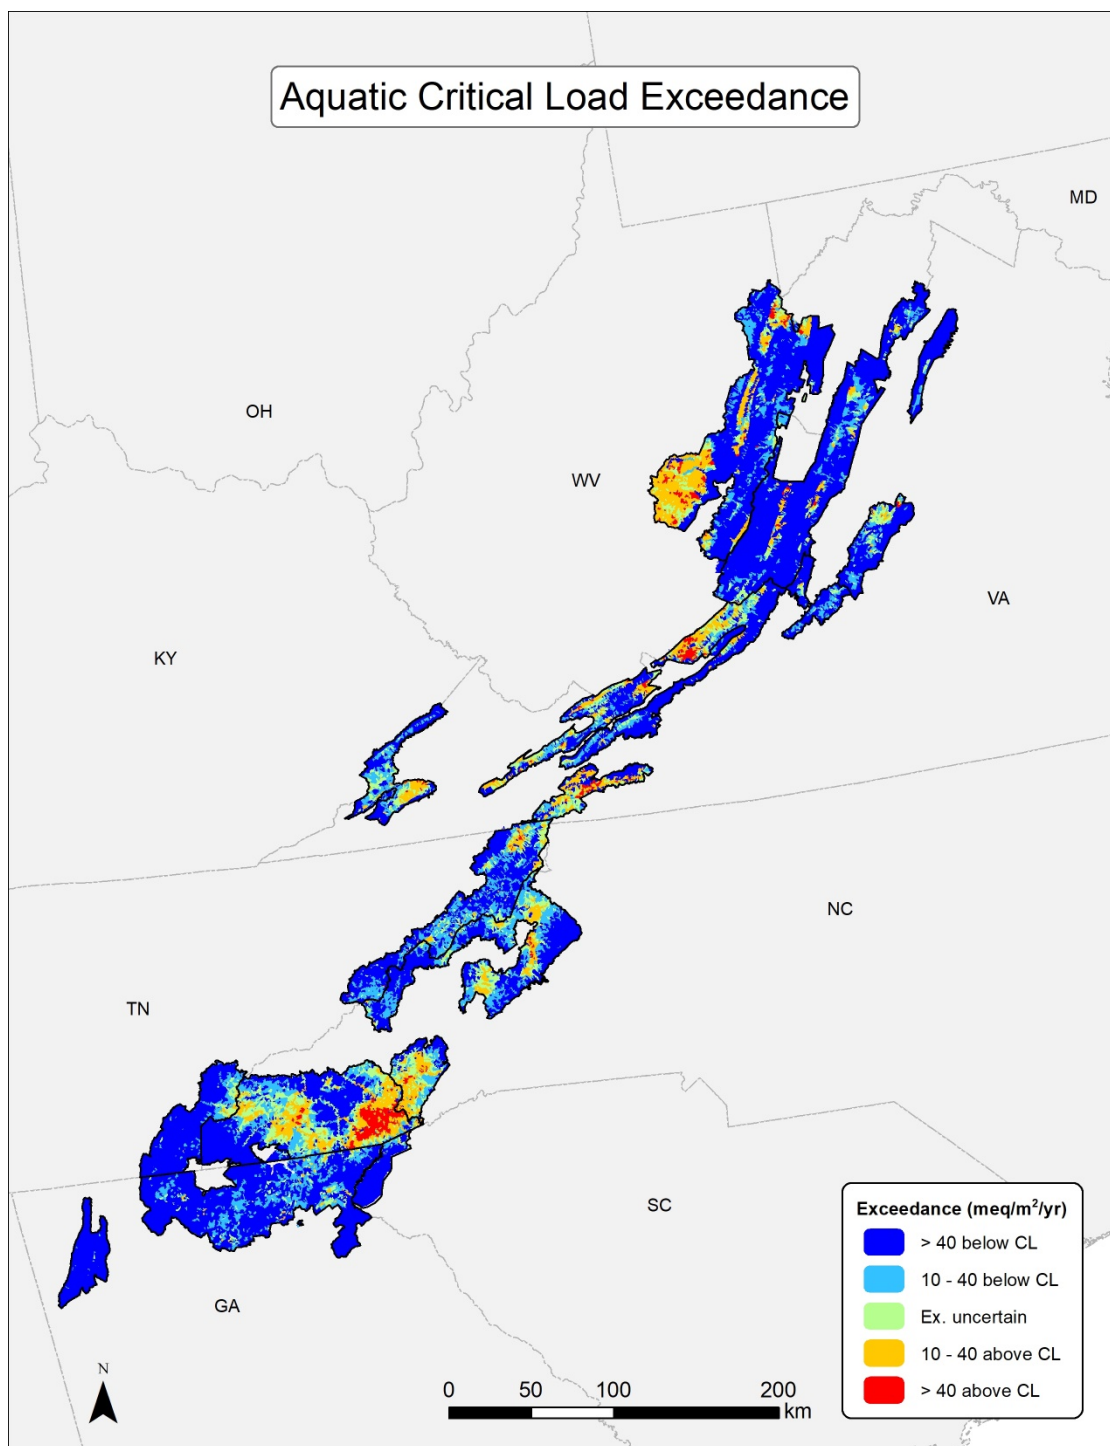 Aquatic Critical Load Exceedance
MD
OH
WV
VA
KY
NC
TN
SC
GA
N
0 50 100 200
km
Exceedance (meq/m²/yr)
> 40 below CL
10 - 40 below CL
Ex. uncertain
10 - 40 above CL
> 40 above CL